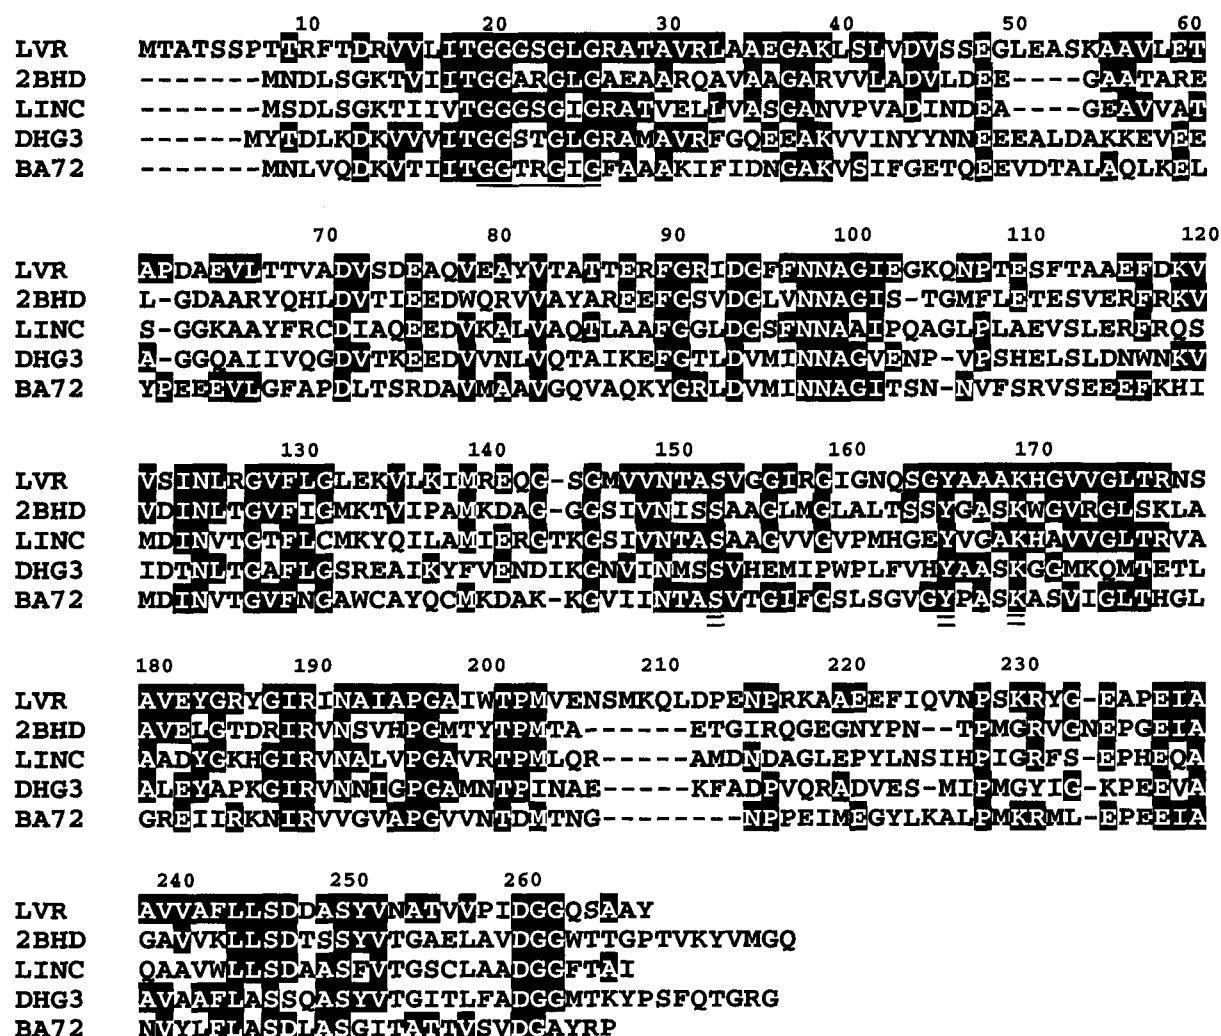 10 20 30 40 50 60
LVR MTATSSPTTRFTDRVVLITGGGSGLGRATAVRLAAEGAKLSLVDVSSEGLEASKAAVLET
2BHD -------MNDLSGKTVIITGGARGLGAEAARQAVAAGARVVLADVLDEE----GAATARE
LINC -------MSDLSGKTIIVTGGGSGIGRATVELLVASGANVPVADINDEA----GEAVVAT
DHG3 ------MYTDLKDKVVVITGGSTGLGRAMAVRFGQEEAKVVINYYNNEEEALDAKKEVEE
BA72 -------MNLVQDKVTIITGGTRGIGFAAAKIFIDNGAKVSIFGETQEEVDTALAQLKEL
70 80 90 100 110 120
LVR APDAEVLTTVADVSDEAQVEAYVTATTERFGRIDGFFNNAGIEGKQNPTESFTAAEFDKV
2BHD L-GDAARYQHLDVTIEEDWQRVVAYAREEFGSVDGLVNNAGIS-TGMFLETESVERFRKV
LINC S-GGKAAYFRCDIAQEEDVKALVAQTLAAFGGLDGSFNNAAIPQAGLPLAEVSLERFRQS
DHG3 A-GGQAIIVQGDVTKEEDVVNLVQTAIKEFGTLDVMINNAGVENP-VPSHELSLDNWNKV
BA72 YPEEEVLGFAPDLTSRDAVMAAVGQVAQKYGRLDVMINNAGITSN-NVFSRVSEEEFKHI
130 140 150 160 170
LVR VSINLRGVFLGLEKVLKIMREQG-SGMVVNTASVGGIRGIGNQSGYAAAKHGVVGLTRNS
2BHD VDINLTGVFIGMKTVIPAMKDAG-GGSIVNISSAAGLMGLALTSSYGASKWGVRGLSKLA
LINC MDINVTGTFLCMKYQILAMIERGTKGSIVNTASAAGVVGVPMHGEYVGAKHAVVGLTRVA
DHG3 IDTNLTGAFLGSREAIKYFVENDIKGNVINMSSVHEMIPWPLFVHYAASKGGMKQMTETL
BA72 MDINVTGVFNGAWCAYQCMKDAK-KGVIINTASVTGIFGSLSGVGYPASKASVIGLTHGL
180 190 200 210 220 230
LVR AVEYGRYGIRINAIAPGAIWTPMVENSMKQLDPENPRKAAEEFIQVNPSKRYG-EAPEIA
2BHD AVELGTDRIRVNSVHPGMTYTPMTA------ETGIRQGEGNYPN--TPMGRVGNEPGEIA
LINC AADYGKHGIRVNALVPGAVRTPMLQR-----AMDNDAGLEPYLNSIHPIGRFS-EPHEQA
DHG3 ALEYAPKGIRVNNIGPGAMNTPINAE-----KFADPVQRADVES-MIPMGYIG-KPEEVA
BA72 GREIIRKNIRVVGVAPGVVNTDMTNG--------NPPEIMEGYLKALPMKRML-EPEEIA
240 250 260
LVR AVVAFLLSDDASYVNATVVPIDGGQSAAY
2BHD GAVVKLLSDTSSYVTGAELAVDGGWTTGPTVKYVMGQ
LINC QAAVWLLSDAASFVTGSCLAADGGFTAI
DHG3 AVAAFLASSQASYVTGITLFADGGMTKYPSFQTGRG
BA72 NVYLFLASDLASGITATTVSVDGAYRP